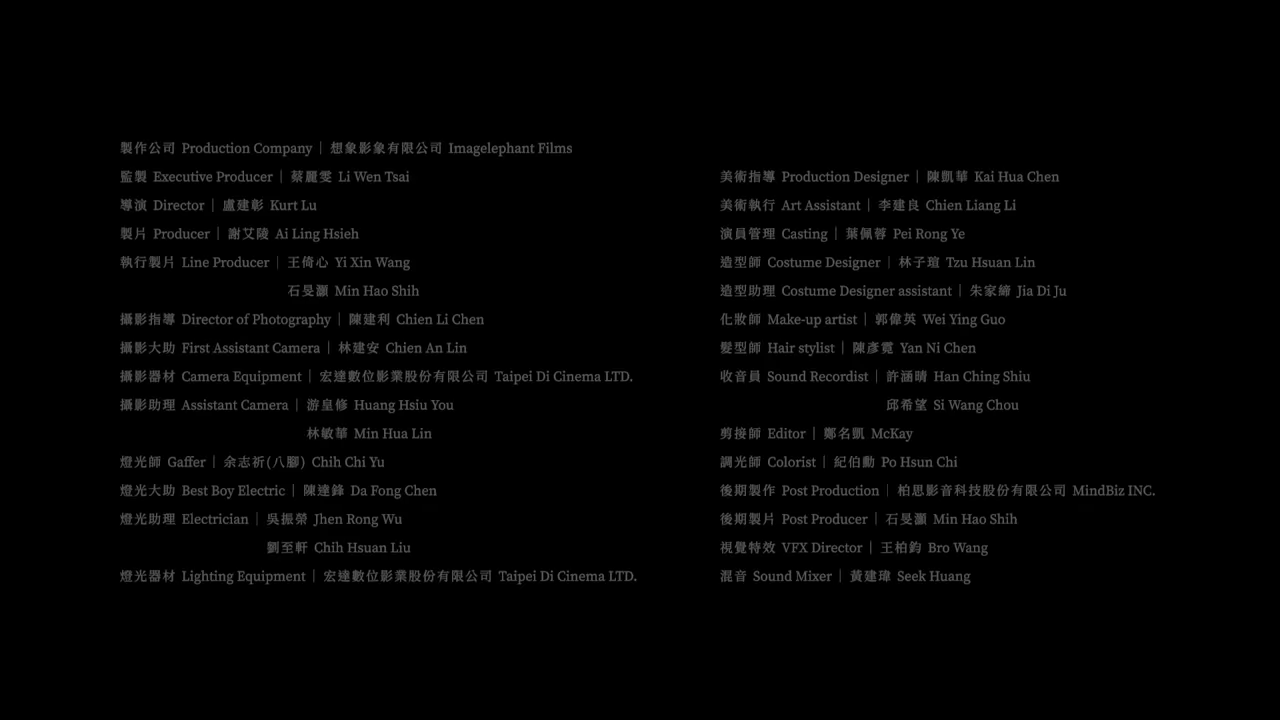 製作公司 Production Company | 想象影象有限公司 Imagelephant Films
監製 Executive Producer | 蔡麗雯 Li Wen Tsai
導演 Director | 盧建彰 Kurt Lu
製片 Producer | 謝艾陵 Ai Ling Hsieh
執行製片 Line Producer | 王倚心 Yi Xin Wang
石旻灝 Min Hao Shih
攝影指導 Director of Photography | 陳建利 Chien Li Chen
攝影大助 First Assistant Camera | 林建安 Chien An Lin
攝影器材 Camera Equipment | 宏達數位影業股份有限公司 Taipei Di Cinema LTD.
攝影助理 Assistant Camera | 游皇修 Huang Hsiu You
林敏華 Min Hua Lin
燈光師 Gaffer | 余志祈(八腳) Chih Chi Yu
燈光大助 Best Boy Electric | 陳達鋒 Da Fong Chen
燈光助理 Electrician | 吳振榮 Jhen Rong Wu
劉至軒 Chih Hsuan Liu
燈光器材 Lighting Equipment | 宏達數位影業股份有限公司 Taipei Di Cinema LTD.
美術指導 Production Designer | 陳凱華 Kai Hua Chen
美術執行 Art Assistant | 李建良 Chien Liang Li
演員管理 Casting | 葉佩蓉 Pei Rong Ye
造型師 Costume Designer | 林子瑄 Tzu Hsuan Lin
造型助理 Costume Designer assistant | 朱家締 Jia Di Ju
化妝師 Make-up artist | 郭偉英 Wei Ying Guo
髮型師 Hair stylist | 陳彥霓 Yan Ni Chen
收音員 Sound Recordist | 許涵晴 Han Ching Shiu
邱希望 Si Wang Chou
剪接師 Editor | 鄭名凱 McKay
調光師 Colorist | 紀伯勳 Po Hsun Chi
後期製作 Post Production | 柏思影音科技股份有限公司 MindBiz INC.
後期製片 Post Producer | 石旻灝 Min Hao Shih
視覺特效 VFX Director | 王柏鈞 Bro Wang
混音 Sound Mixer | 黃建瑋 Seek Huang